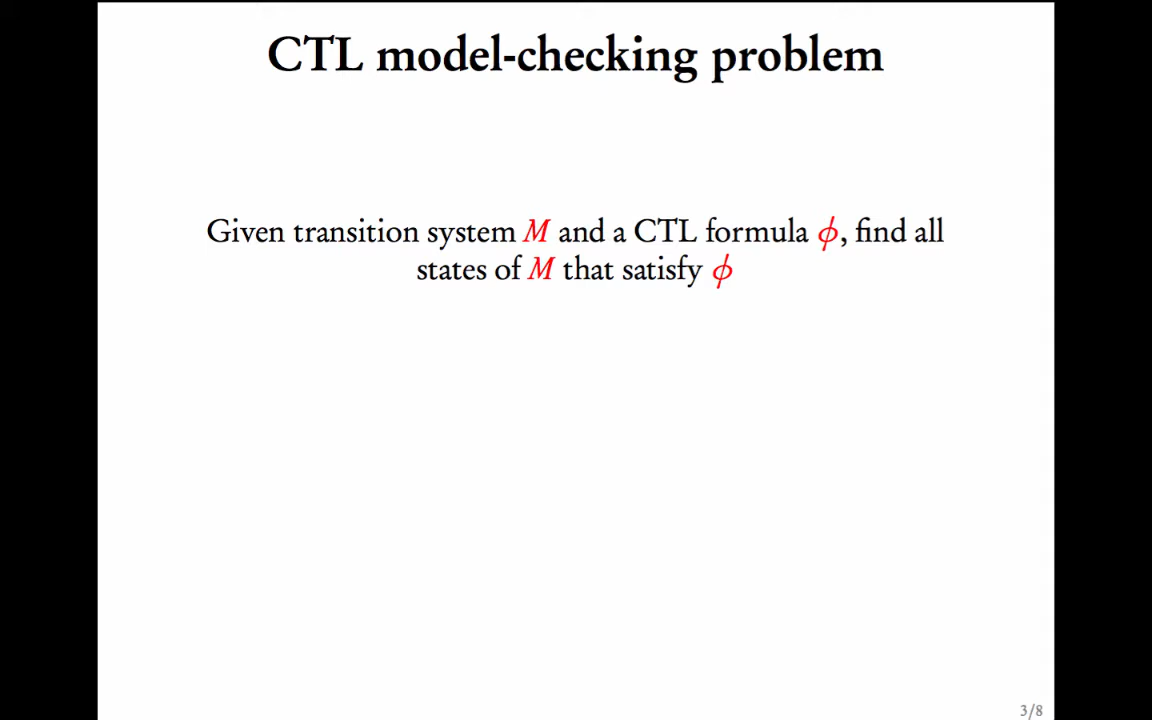 CTL model-checking problem
Given transition system M and a CTL formula ϕ, find all
states of M that satisfy ϕ
3/8